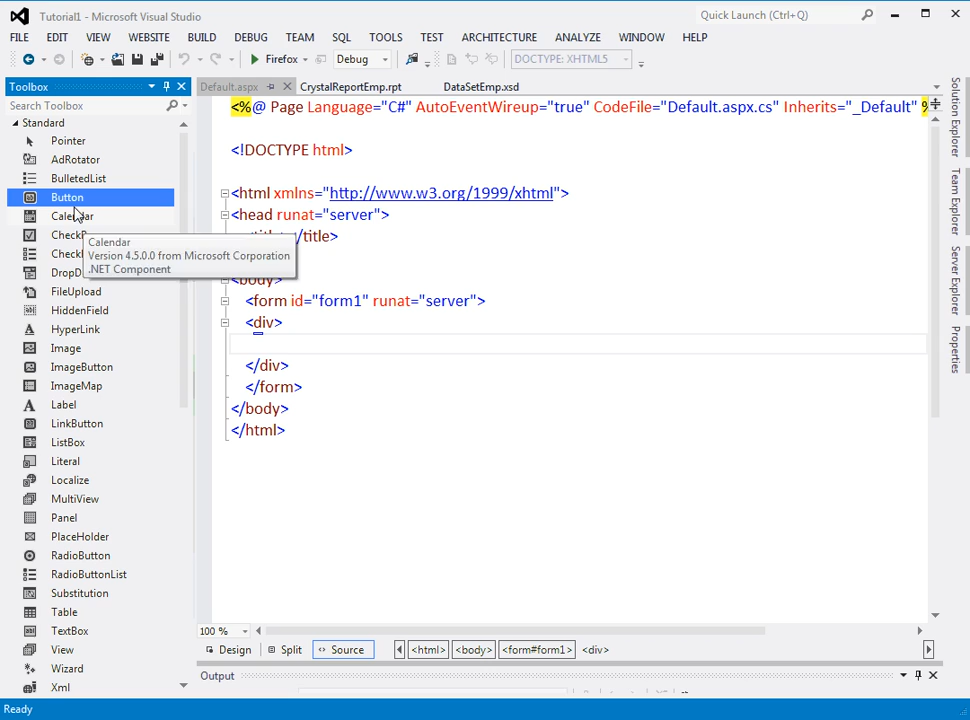 Tutorial1 - Microsoft Visual Studio
Quick Launch (Ctrl+Q)
FILE EDIT VIEW WEBSITE BUILD DEBUG TEAM SQL TOOLS TEST ARCHITECTURE ANALYZE WINDOW HELP
Firefox Debug DOCTYPE: XHTML5
Toolbox
Default.aspx CrystalReportEmp.rpt DataSetEmp.xsd
Search Toolbox
Standard
Pointer
AdRotator
BulletedList
Button
Calendar
CheckB
CheckI
DropD
FileUpload
HiddenField
HyperLink
Image
ImageButton
ImageMap
Label
LinkButton
ListBox
Literal
Localize
MultiView
Panel
PlaceHolder
RadioButton
RadioButtonList
Substitution
Table
TextBox
View
Wizard
Xml
Calendar
Version 4.5.0.0 from Microsoft Corporation
.NET Component
<%@ Page Language="C#" AutoEventWireup="true" CodeFile="Default.aspx.cs" Inherits="_Default" %
<!DOCTYPE html>
<html xmlns="http://www.w3.org/1999/xhtml">
<head runat="server">
/title>
<body>
<form id="form1" runat="server">
<div>
</div>
</form>
</body>
</html>
100 %
Design Split Source <html> <body> <form#form1> <div>
Output
Ready
Solution Explorer
Team Explorer
Server Explorer
Properties